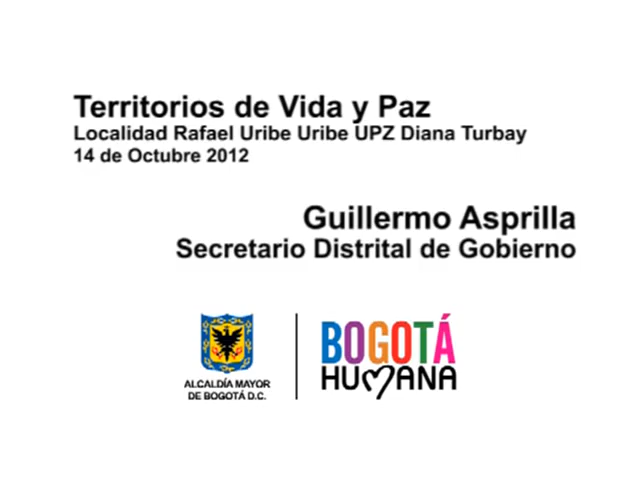 Territorios de Vida y Paz
Localidad Rafael Uribe Uribe UPZ Diana Turbay
14 de Octubre 2012
Guillermo Asprilla
Secretario Distrital de Gobierno
ALCALDÍA MAYOR
DE BOGOTÁ D.C.
BOGOTÁ
HUMANA